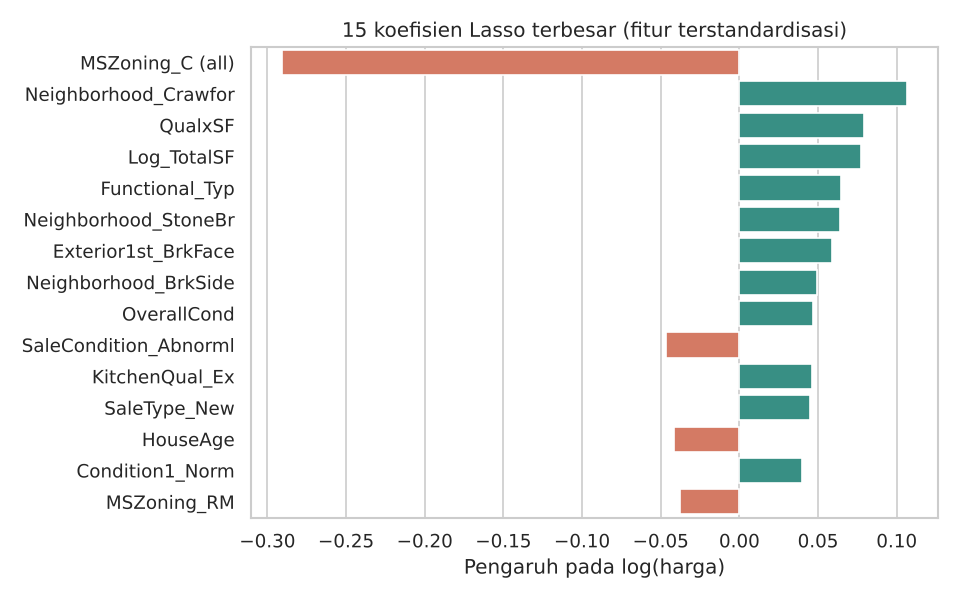 15 koefisien Lasso terbesar (fitur terstandardisasi)
MSZoning_C (all)
Neighborhood_Crawfor
QualxSF
Log_TotalSF
Functional_Typ
Neighborhood_StoneBr
Exterior1st_BrkFace
Neighborhood_BrkSide
OverallCond
SaleCondition_Abnorml
KitchenQual_Ex
SaleType_New
HouseAge
Condition1_Norm
MSZoning_RM
−0.30 −0.25 −0.20 −0.15 −0.10 −0.05 0.00 0.05 0.10
Pengaruh pada log(harga)